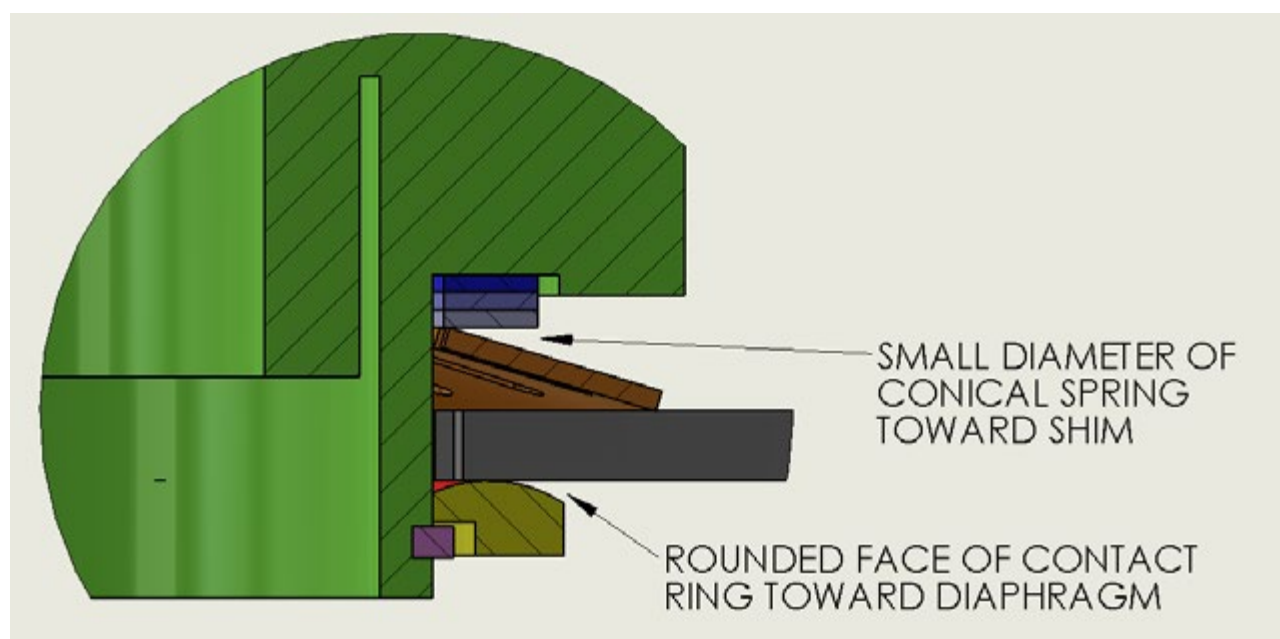 SMALL DIAMETER OF
CONICAL SPRING
TOWARD SHIM
ROUNDED FACE OF CONTACT
RING TOWARD DIAPHRAGM